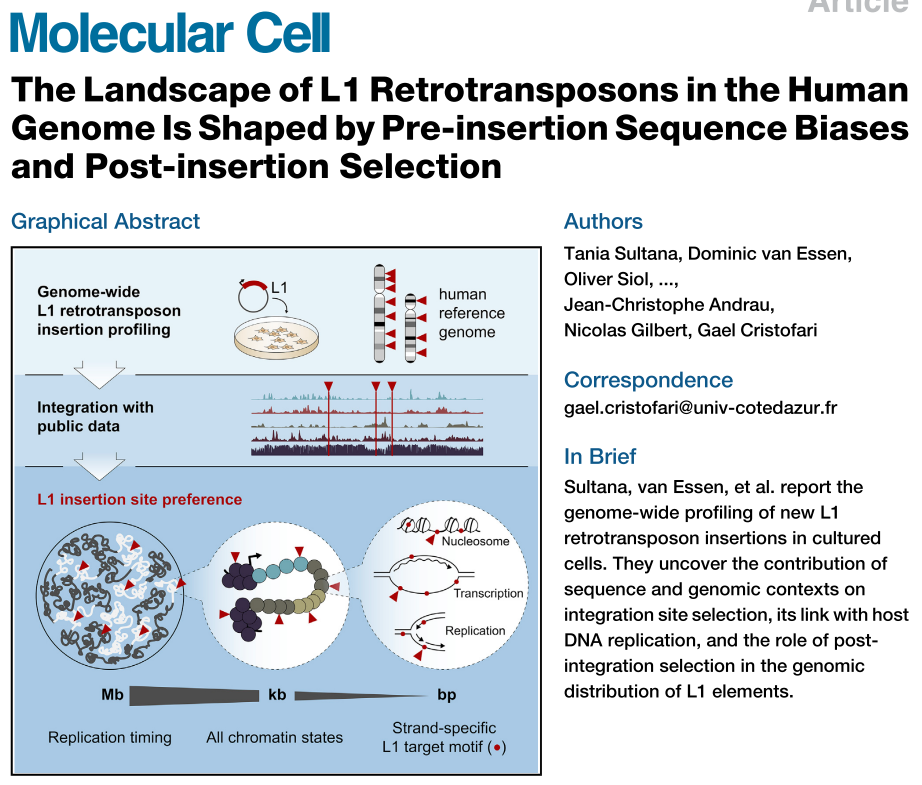 Article
Molecular Cell
The Landscape of L1 Retrotransposons in the Human
Genome Is Shaped by Pre-insertion Sequence Biases
and Post-insertion Selection
Graphical Abstract
Genome-wide
L1 retrotransposon
insertion profiling
L1
human
reference
genome
Integration with
public data
L1 insertion site preference
Nucleosome
Transcription
Replication
Mb
kb
bp
Replication timing
All chromatin states
Strand-specific
L1 target motif (•)
Authors
Tania Sultana, Dominic van Essen,
Oliver Siol, ...,
Jean-Christophe Andrau,
Nicolas Gilbert, Gael Cristofari
Correspondence
gael.cristofari@univ-cotedazur.fr
In Brief
Sultana, van Essen, et al. report the
genome-wide profiling of new L1
retrotransposon insertions in cultured
cells. They uncover the contribution of
sequence and genomic contexts on
integration site selection, its link with host
DNA replication, and the role of post-
integration selection in the genomic
distribution of L1 elements.